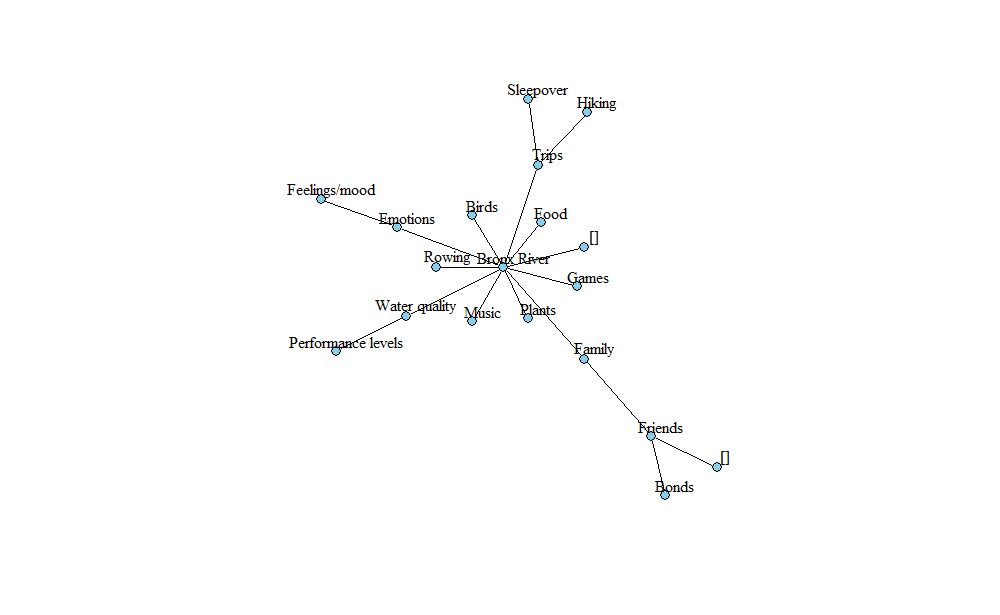 Sleepover
Hiking
Trips
Feelings/mood
Emotions
Birds
Food
[]
Rowing
Bronx River
Games
Water quality
Music
Plants
Performance levels
Family
Friends
[]
Bonds